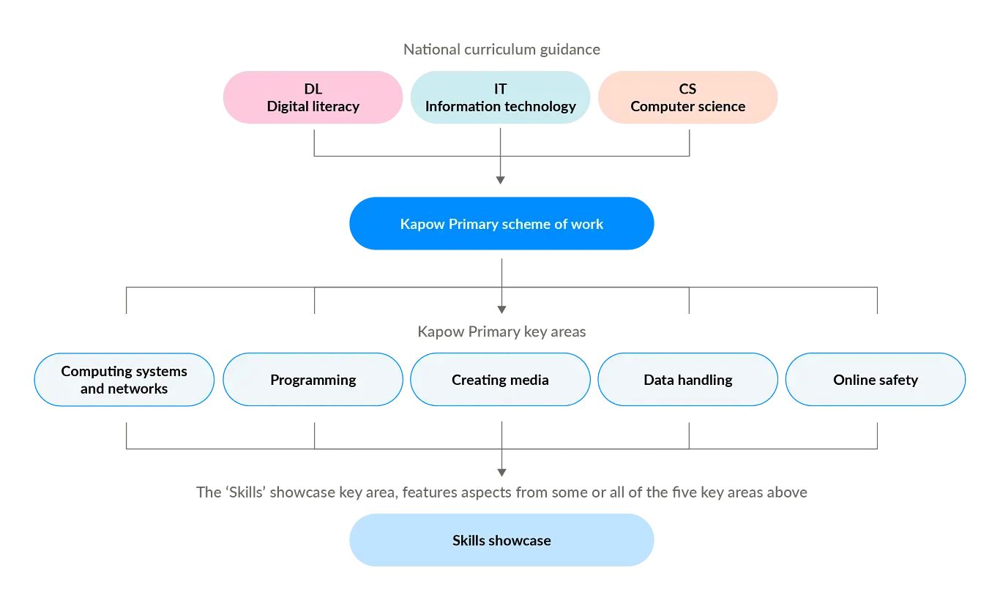 National curriculum guidance
DL
Digital literacy
IT
Information technology
CS
Computer science
Kapow Primary scheme of work
Kapow Primary key areas
Computing systems
and networks
Programming
Creating media
Data handling
Online safety
The ‘Skills’ showcase key area, features aspects from some or all of the five key areas above
Skills showcase